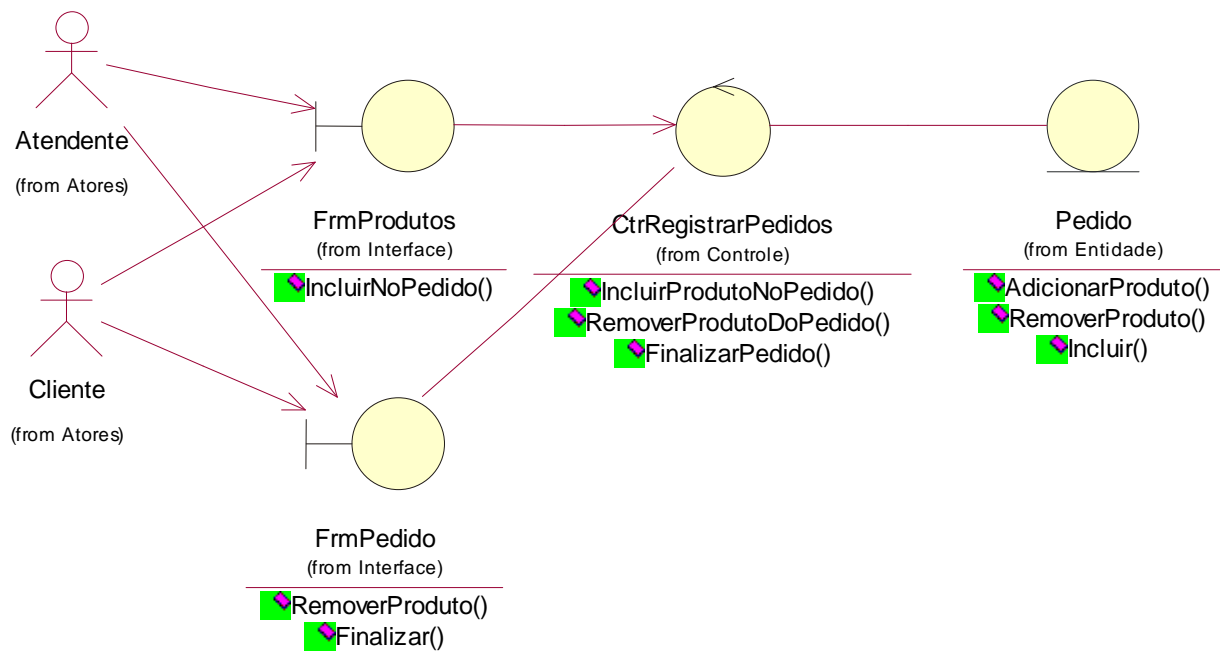 Atendente
(from Atores)
FrmProdutos
(from Interface)
IncluirNoPedido()
CtrRegistrarPedidos
(from Controle)
IncluirProdutoNoPedido()
RemoverProdutoDoPedido()
FinalizarPedido()
Pedido
(from Entidade)
AdicionarProduto()
RemoverProduto()
Incluir()
Cliente
(from Atores)
FrmPedido
(from Interface)
RemoverProduto()
Finalizar()